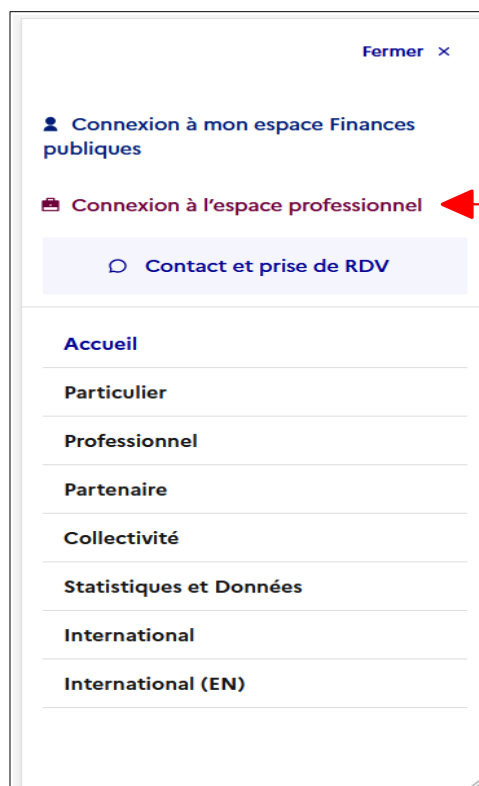 Fermer ×
Connexion à mon espace Finances
publiques
Connexion à l’espace professionnel
Contact et prise de RDV
Accueil
Particulier
Professionnel
Partenaire
Collectivité
Statistiques et Données
International
International (EN)